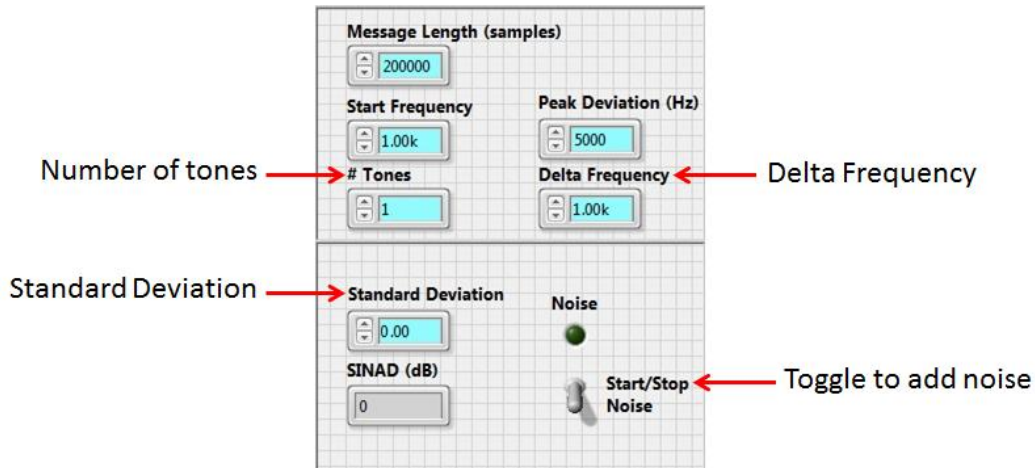 Message Length (samples)
200000
Start Frequency
Peak Deviation (Hz)
1.00k
5000
Number of tones
# Tones
Delta Frequency
Delta Frequency
1
1.00k
Standard Deviation
Standard Deviation
Noise
0.00
SINAD (dB)
0
Start/Stop
Noise
Toggle to add noise